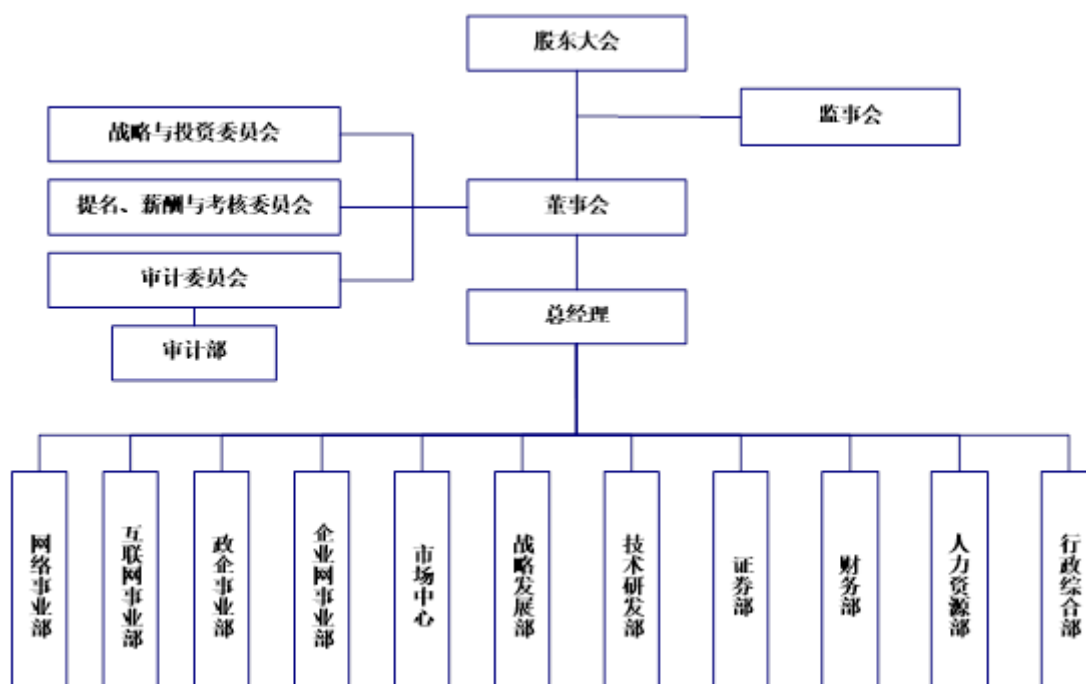 股东大会
监事会
战略与投资委员会
提名、薪酬与考核委员会
董事会
审计委员会
总经理
审计部
网络事业部
互联网事业部
政企事业部
企业网事业部
市场中心
战略发展部
技术研发部
证券部
财务部
人力资源部
行政综合部